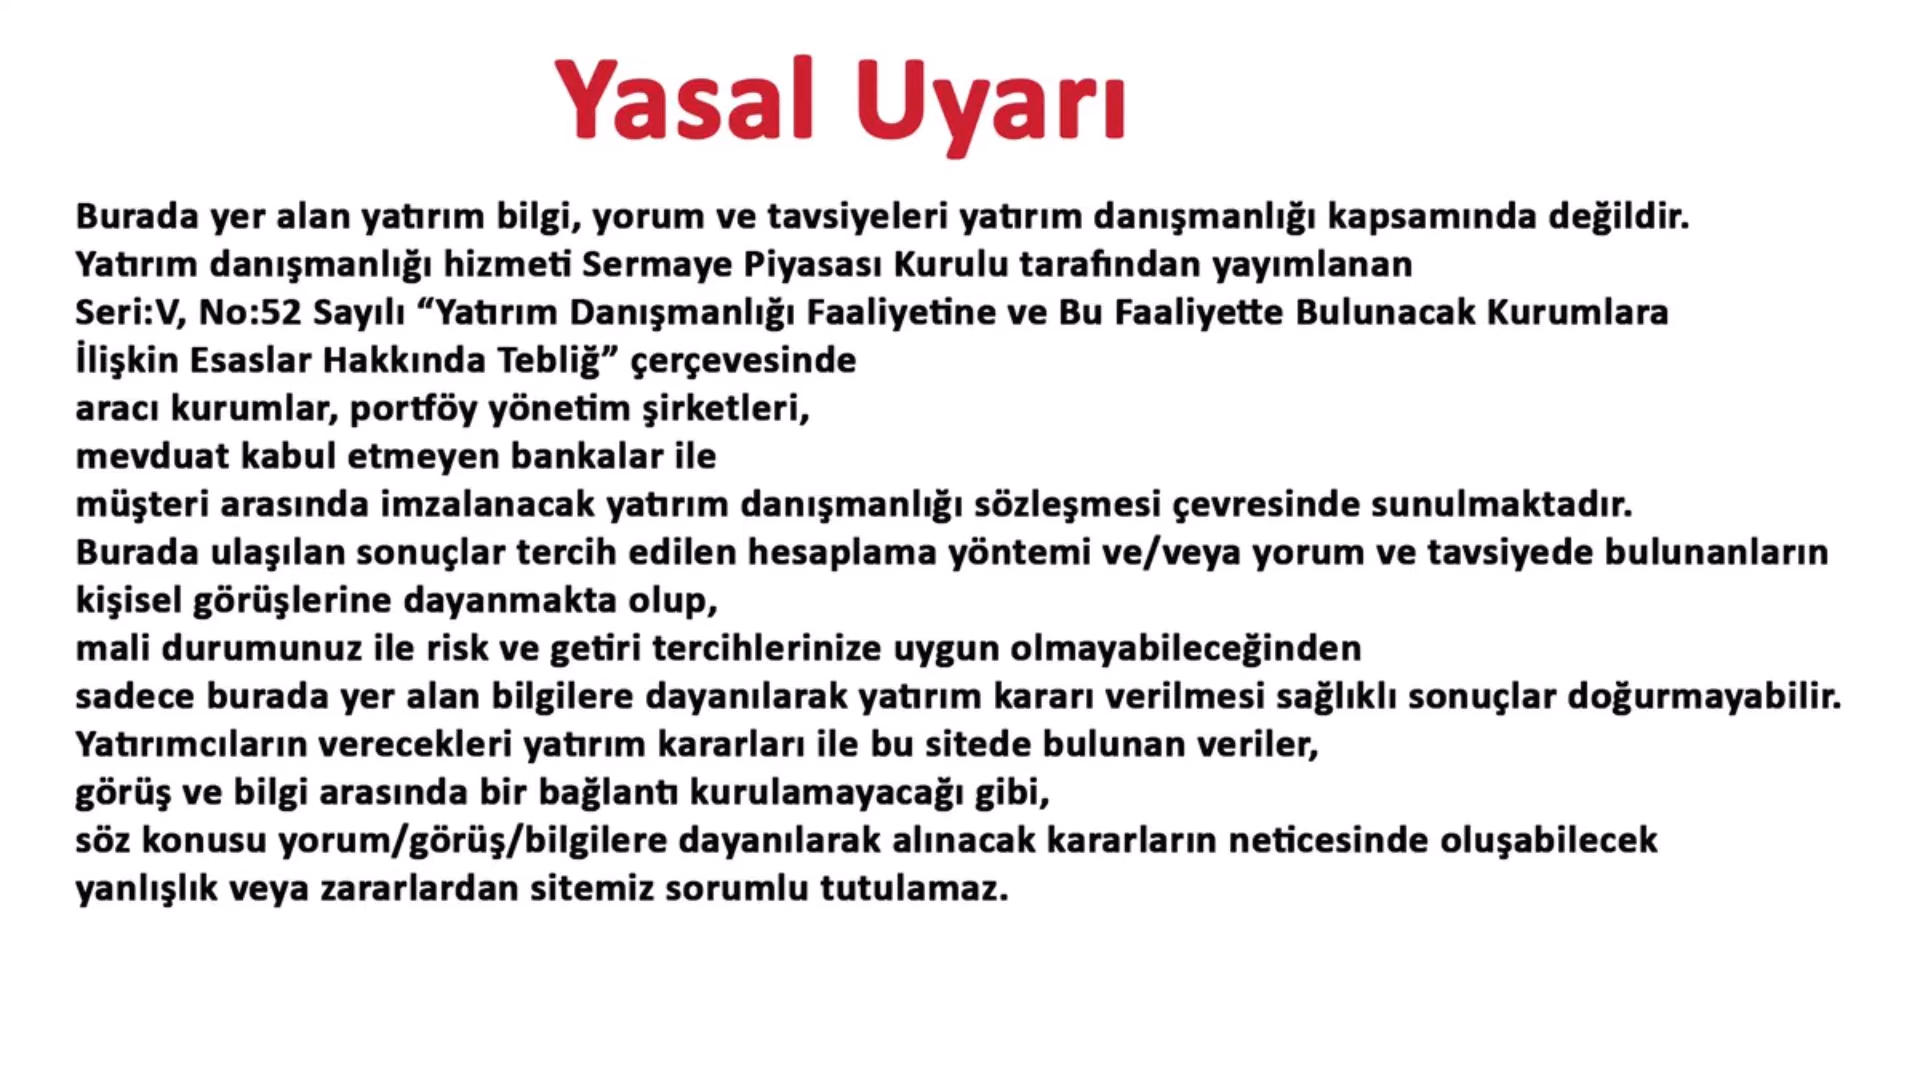 Yasal Uyarı
Burada yer alan yatırım bilgi, yorum ve tavsiyeleri yatırım danışmanlığı kapsamında değildir.
Yatırım danışmanlığı hizmeti Sermaye Piyasası Kurulu tarafından yayımlanan
Seri:V, No:52 Sayılı “Yatırım Danışmanlığı Faaliyetine ve Bu Faaliyette Bulunacak Kurumlara
İlişkin Esaslar Hakkında Tebliğ” çerçevesinde
aracı kurumlar, portföy yönetim şirketleri,
mevduat kabul etmeyen bankalar ile
müşteri arasında imzalanacak yatırım danışmanlığı sözleşmesi çevresinde sunulmaktadır.
Burada ulaşılan sonuçlar tercih edilen hesaplama yöntemi ve/veya yorum ve tavsiyede bulunanların
kişisel görüşlerine dayanmakta olup,
mali durumunuz ile risk ve getiri tercihlerinize uygun olmayabileceğinden
sadece burada yer alan bilgilere dayanılarak yatırım kararı verilmesi sağlıklı sonuçlar doğurmayabilir.
Yatırımcıların verecekleri yatırım kararları ile bu sitede bulunan veriler,
görüş ve bilgi arasında bir bağlantı kurulamayacağı gibi,
söz konusu yorum/görüş/bilgilere dayanılarak alınacak kararların neticesinde oluşabilecek
yanlışlık veya zararlardan sitemiz sorumlu tutulamaz.